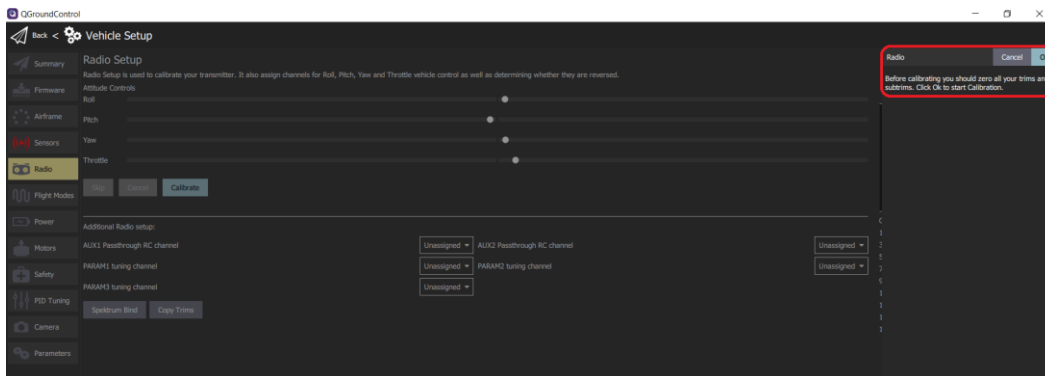 QGroundControl
Back < Vehicle Setup
Summary
Firmware
Airframe
Sensors
Radio
Flight Modes
Power
Motors
Safety
PID Tuning
Camera
Parameters
Radio Setup
Radio Setup is used to calibrate your transmitter. It also assign channels for Roll, Pitch, Yaw and Throttle vehicle control as well as determining whether they are reversed.
Attitude Controls
Roll
Pitch
Yaw
Throttle
Skip Cancel Calibrate
Additional Radio setup:
AUX1 Passthrough RC channel Unassigned AUX2 Passthrough RC channel Unassigned
PARAM1 tuning channel Unassigned PARAM2 tuning channel Unassigned
PARAM3 tuning channel Unassigned
Spektrum Bind Copy Trims
Radio Cancel O
Before calibrating you should zero all your trims an
subtrims. Click Ok to start Calibration.